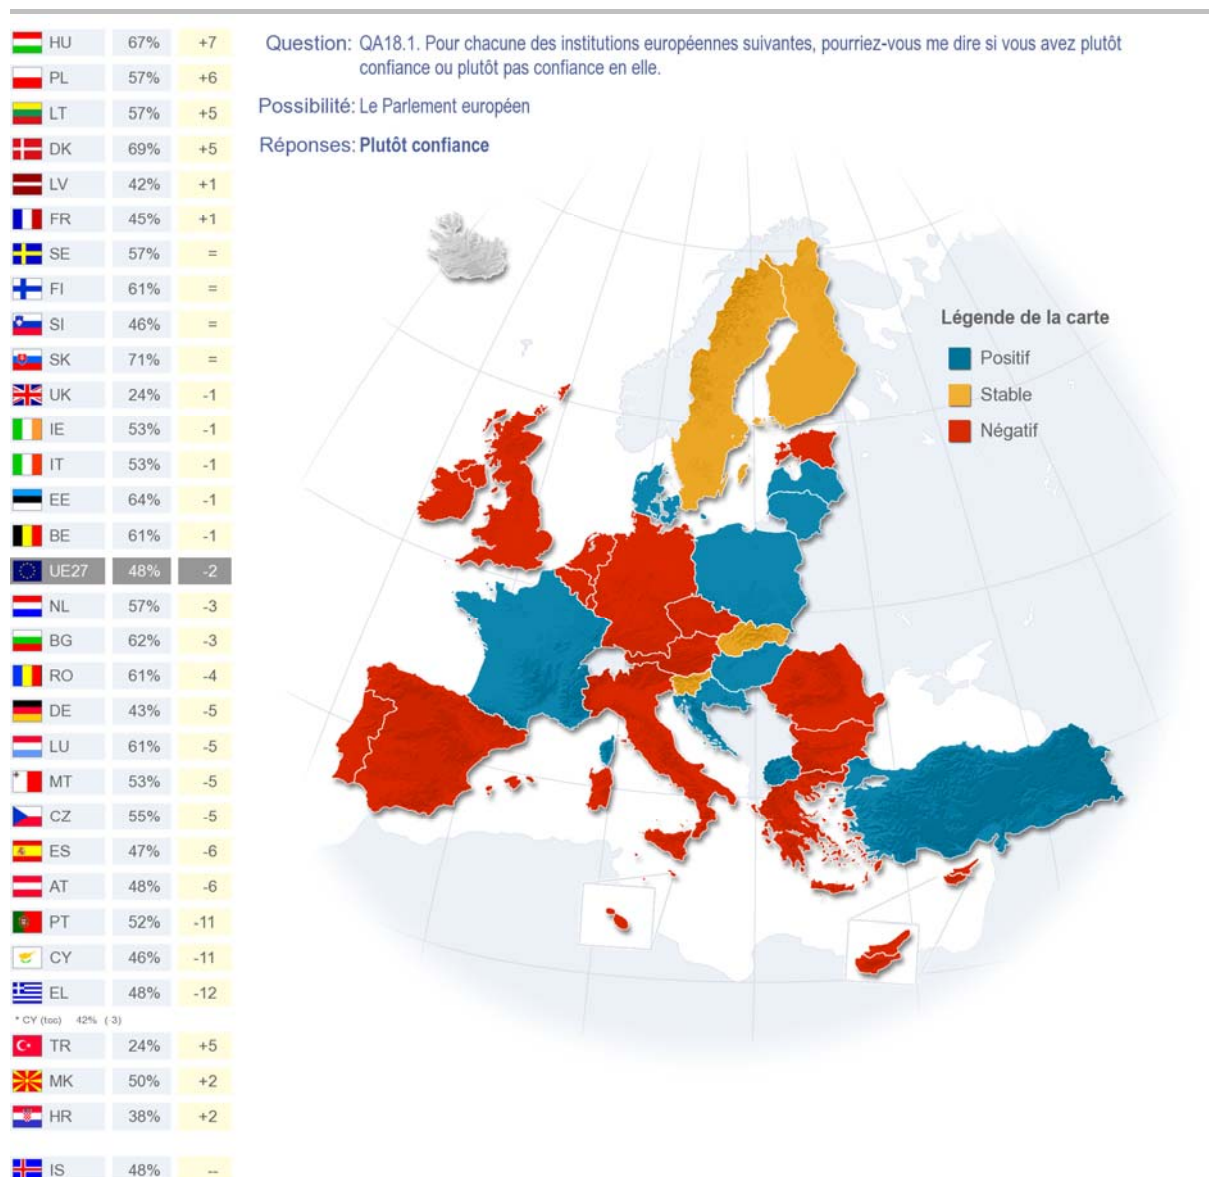 HU 67% +7
PL 57% +6
LT 57% +5
DK 69% +5
LV 42% +1
FR 45% +1
SE 57% =
FI 61% =
SI 46% =
SK 71% =
UK 24% -1
IE 53% -1
IT 53% -1
EE 64% -1
BE 61% -1
UE27 48% -2
NL 57% -3
BG 62% -3
RO 61% -4
DE 43% -5
LU 61% -5
MT 53% -5
CZ 55% -5
ES 47% -6
AT 48% -6
PT 52% -11
CY 46% -11
EL 48% -12
* CY (tcc) 42% (-3)
TR 24% +5
MK 50% +2
HR 38% +2
IS 48% --
Question: QA18.1. Pour chacune des institutions européennes suivantes, pourriez-vous me dire si vous avez plutôt
confiance ou plutôt pas confiance en elle.
Possibilité: Le Parlement européen
Réponses: Plutôt confiance
Légende de la carte
Positif
Stable
Négatif